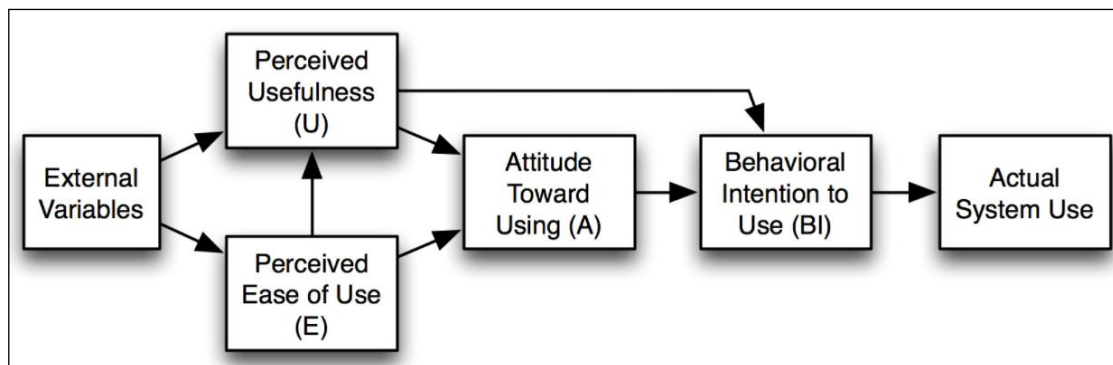 External
Variables
Perceived
Usefulness
(U)
Perceived
Ease of Use
(E)
Attitude
Toward
Using (A)
Behavioral
Intention to
Use (BI)
Actual
System Use